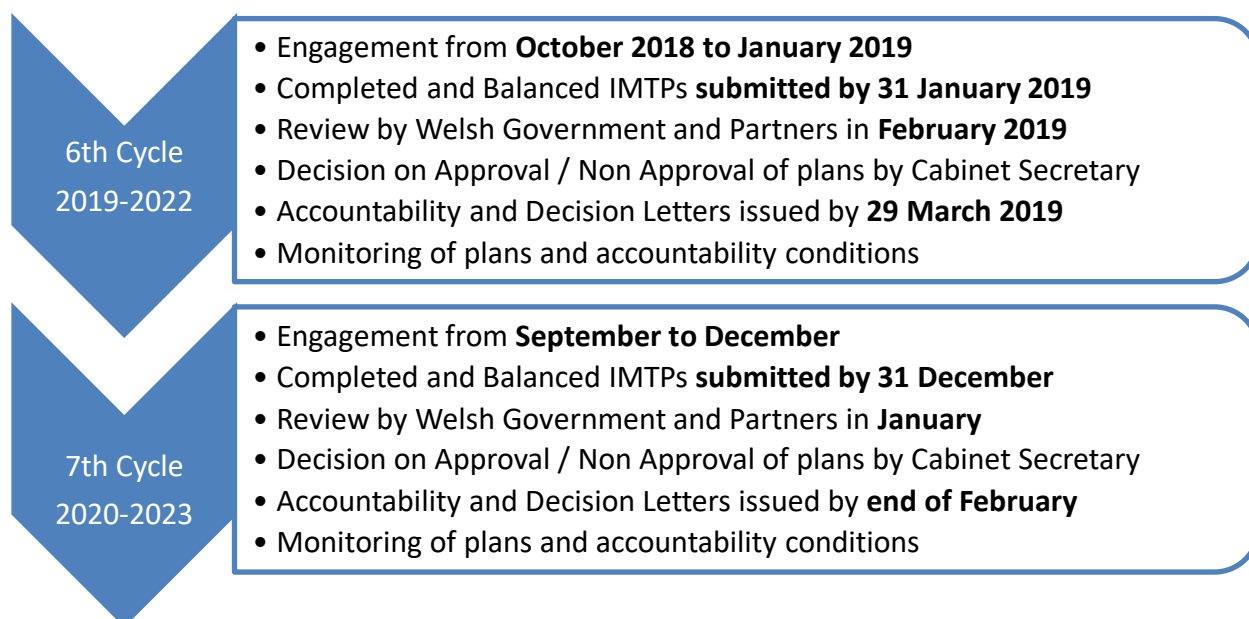 6th Cycle
2019-2022
• Engagement from October 2018 to January 2019
• Completed and Balanced IMTPs submitted by 31 January 2019
• Review by Welsh Government and Partners in February 2019
• Decision on Approval / Non Approval of plans by Cabinet Secretary
• Accountability and Decision Letters issued by 29 March 2019
• Monitoring of plans and accountability conditions
7th Cycle
2020-2023
• Engagement from September to December
• Completed and Balanced IMTPs submitted by 31 December
• Review by Welsh Government and Partners in January
• Decision on Approval / Non Approval of plans by Cabinet Secretary
• Accountability and Decision Letters issued by end of February
• Monitoring of plans and accountability conditions